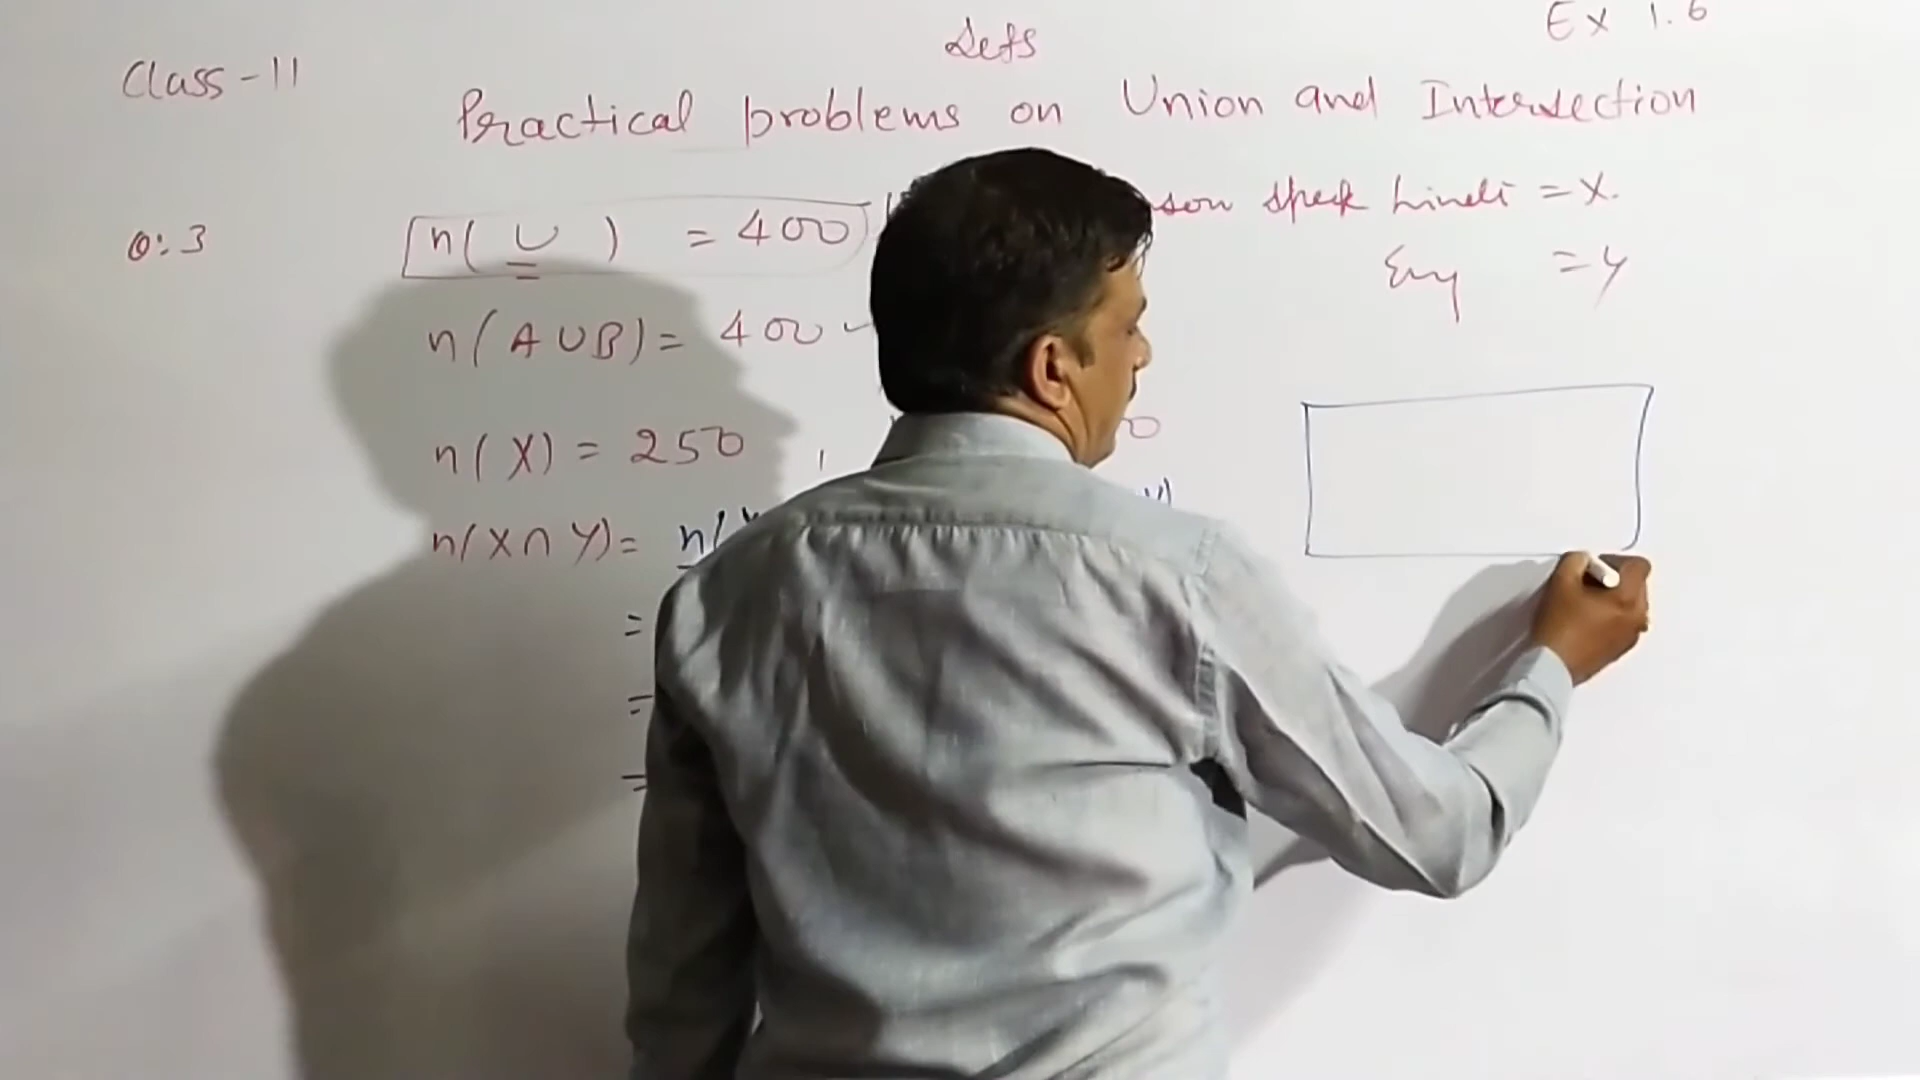 Sets
Ex 1.6
Class-11
Practical problems on Union and Intersection
Q:3
n( U ) = 400
speak Hindi = X.
Eng = y
n(A∪B) = 400
n( X) = 250
n(X∩Y)= n(
=
=
=